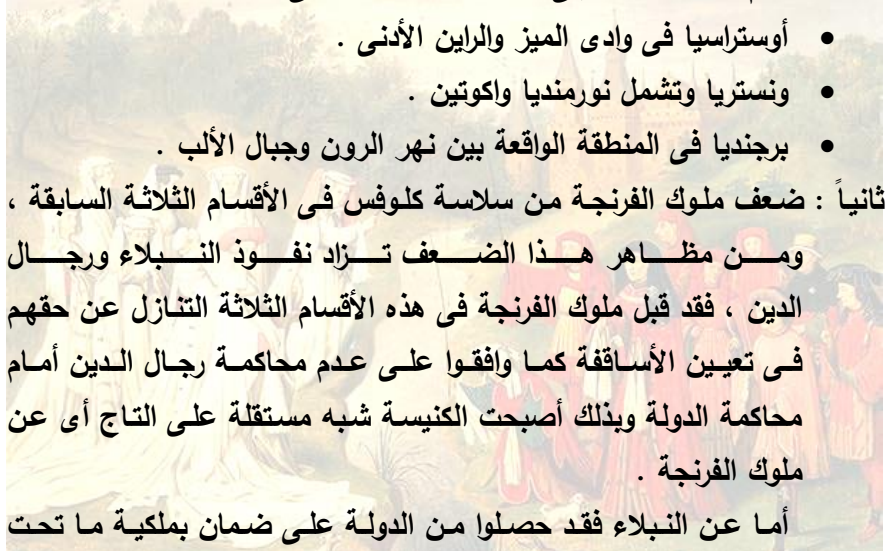 • أوستراسيا فى وادى الميز والراين الأدنى .
• ونستريا وتشمل نورمنديا واكوتين .
• برجنديا فى المنطقة الواقعة بين نهر الرون وجبال الألب .
ثانياً : ضعف ملوك الفرنجة من سلاسة كلوفس فى الأقسام الثلاثة السابقة ،
ومن مظاهر هذا الضعف تزاد نفوذ النبلاء ورجال
الدين ، فقد قبل ملوك الفرنجة فى هذه الأقسام الثلاثة التنازل عن حقهم
فى تعيين الأساقفة كما وافقوا على عدم محاكمة رجال الدين أمام
محاكمة الدولة وبذلك أصبحت الكنيسة شبه مستقلة على التاج أى عن
ملوك الفرنجة .
أما عن النبلاء فقد حصلوا من الدولة على ضمان بملكية ما تحت